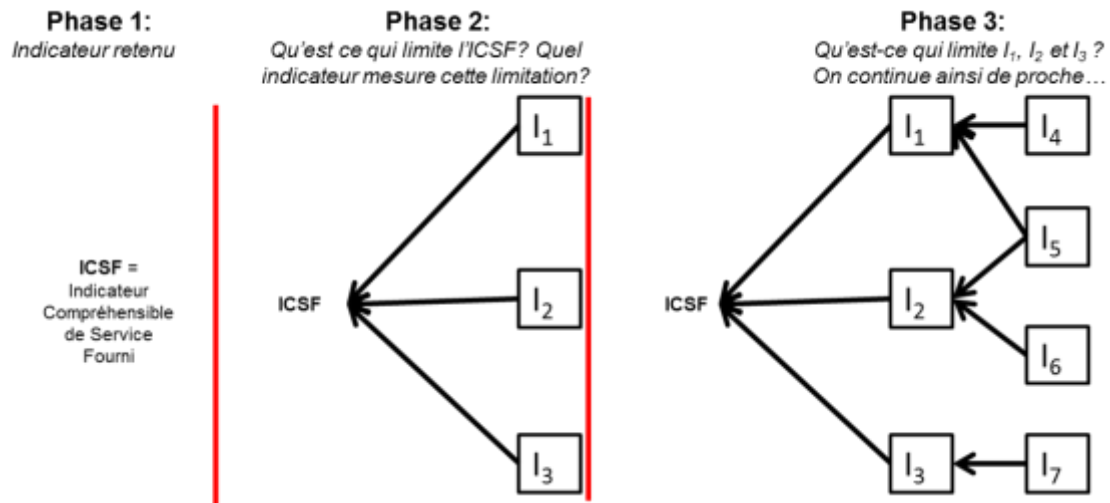 Phase 1:
Indicateur retenu
ICSF =
Indicateur
Compréhensible
de Service
Fourni
Phase 2:
Qu'est ce qui limite l'ICSF? Quel
indicateur mesure cette limitation?
I₁
ICSF
I₂
I₃
Phase 3:
Qu'est-ce qui limite I₁, I₂ et I₃ ?
On continue ainsi de proche…
I₁
I₄
I₅
ICSF
I₂
I₆
I₃
I₇